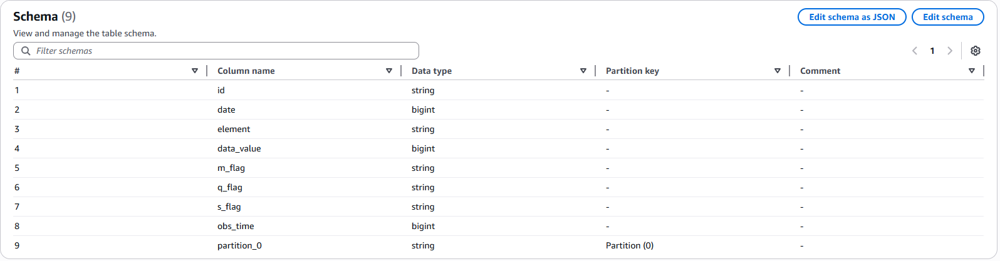 Schema (9)
Edit schema as JSON
Edit schema
View and manage the table schema.
Filter schemas
1
# Column name Data type Partition key Comment
1 id string - -
2 date bigint - -
3 element string - -
4 data_value bigint - -
5 m_flag string - -
6 q_flag string - -
7 s_flag string - -
8 obs_time bigint - -
9 partition_0 string Partition (0) -